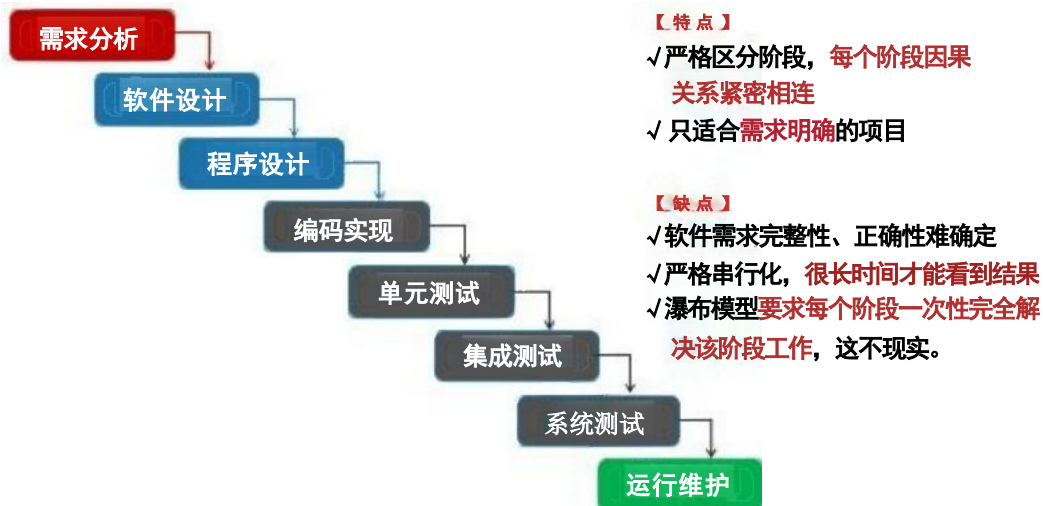 需求分析
软件设计
程序设计
编码实现
单元测试
集成测试
系统测试
运行维护
【特点】
√严格区分阶段，每个阶段因果
关系紧密相连
√ 只适合需求明确的项目
【缺点】
√软件需求完整性、正确性难确定
√严格串行化，很长时间才能看到结果
√瀑布模型要求每个阶段一次性完全解
决该阶段工作，这不现实。